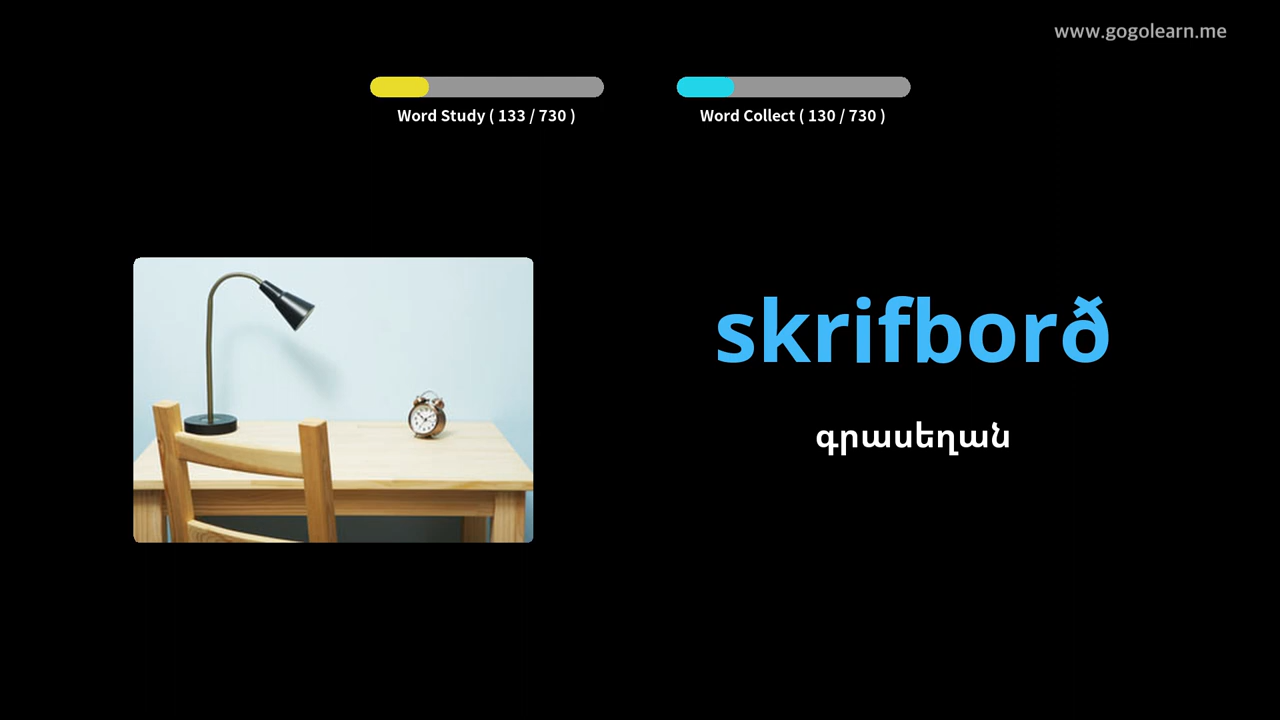 www.gogolearn.me
Word Study ( 133 / 730 )
Word Collect ( 130 / 730 )
skrifborð
գրասեղան